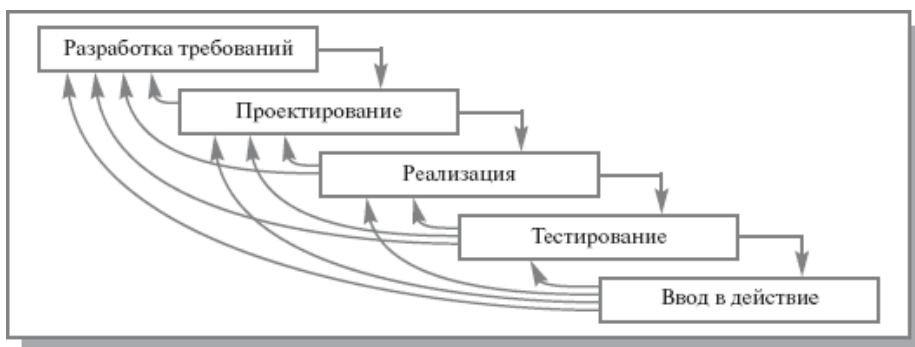 Разработка требований
Проектирование
Реализация
Тестирование
Ввод в действие